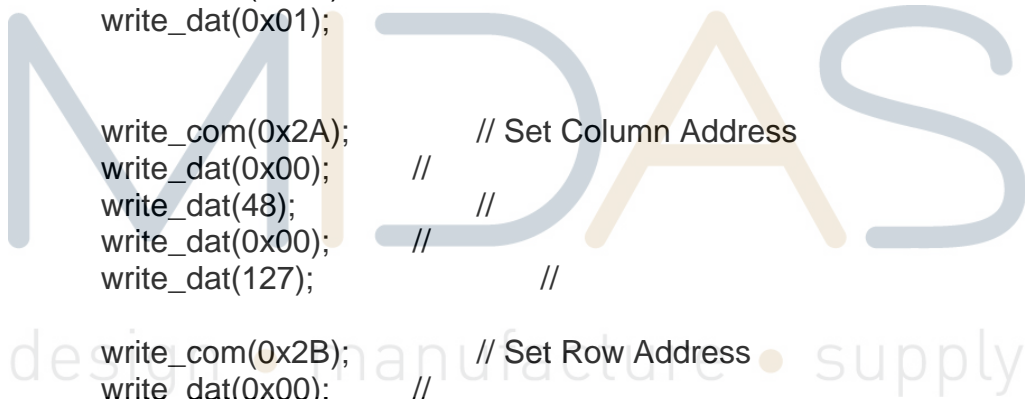 write_dat(0x01);
write_com(0x2A); // Set Column Address
write_dat(0x00); //
write_dat(48); //
write_dat(0x00); //
write_dat(127); //
write_com(0x2B); // Set Row Address
write_dat(0x00); //
MIDAS
design • manufacture • supply